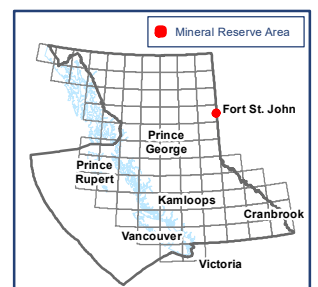 Mineral Reserve Area
Fort St. John
Prince
George
Prince
Rupert
Kamloops
Cranbrook
Vancouver
Victoria